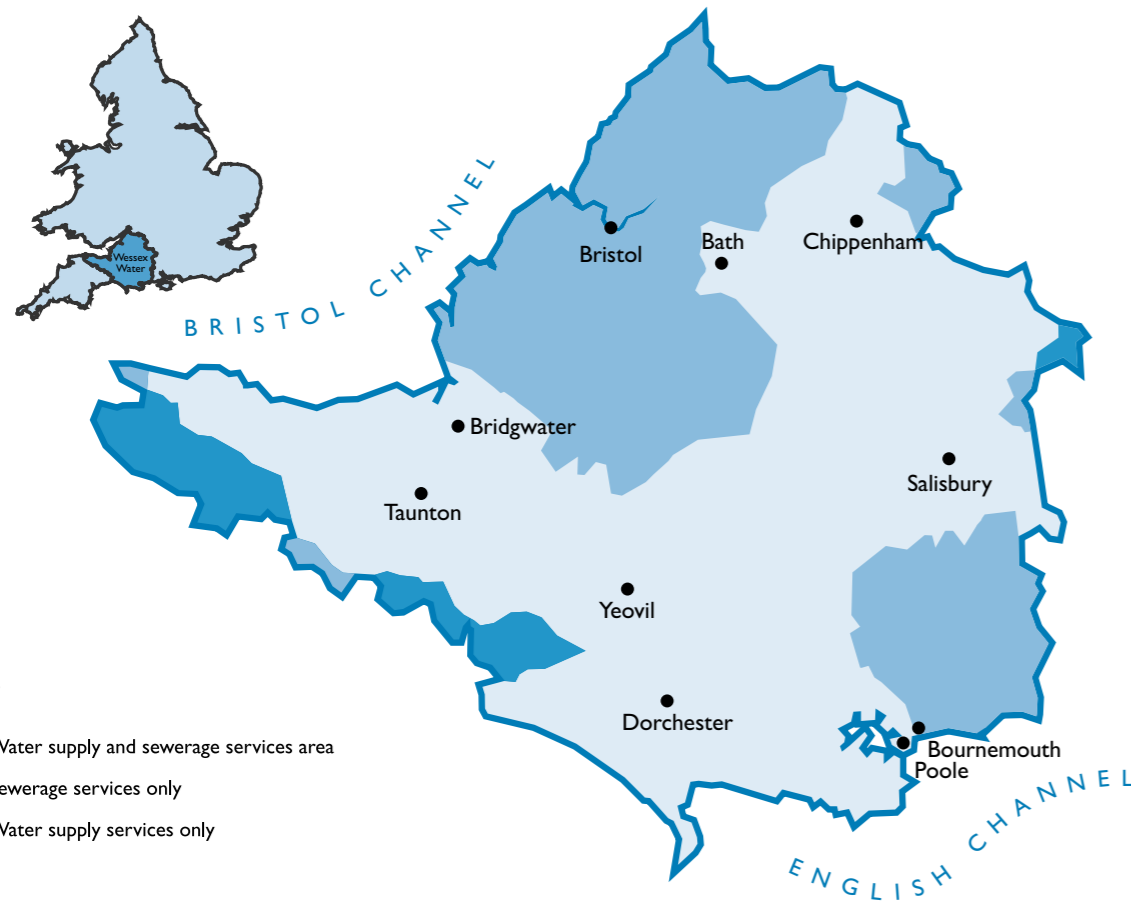 Wessex
Water
BRISTOL CHANNEL
Bristol
Bath
Chippenham
Bridgwater
Salisbury
Taunton
Yeovil
Dorchester
Bournemouth
Poole
ENGLISH CHANNEL
Water supply and sewerage services area
ewerage services only
Water supply services only